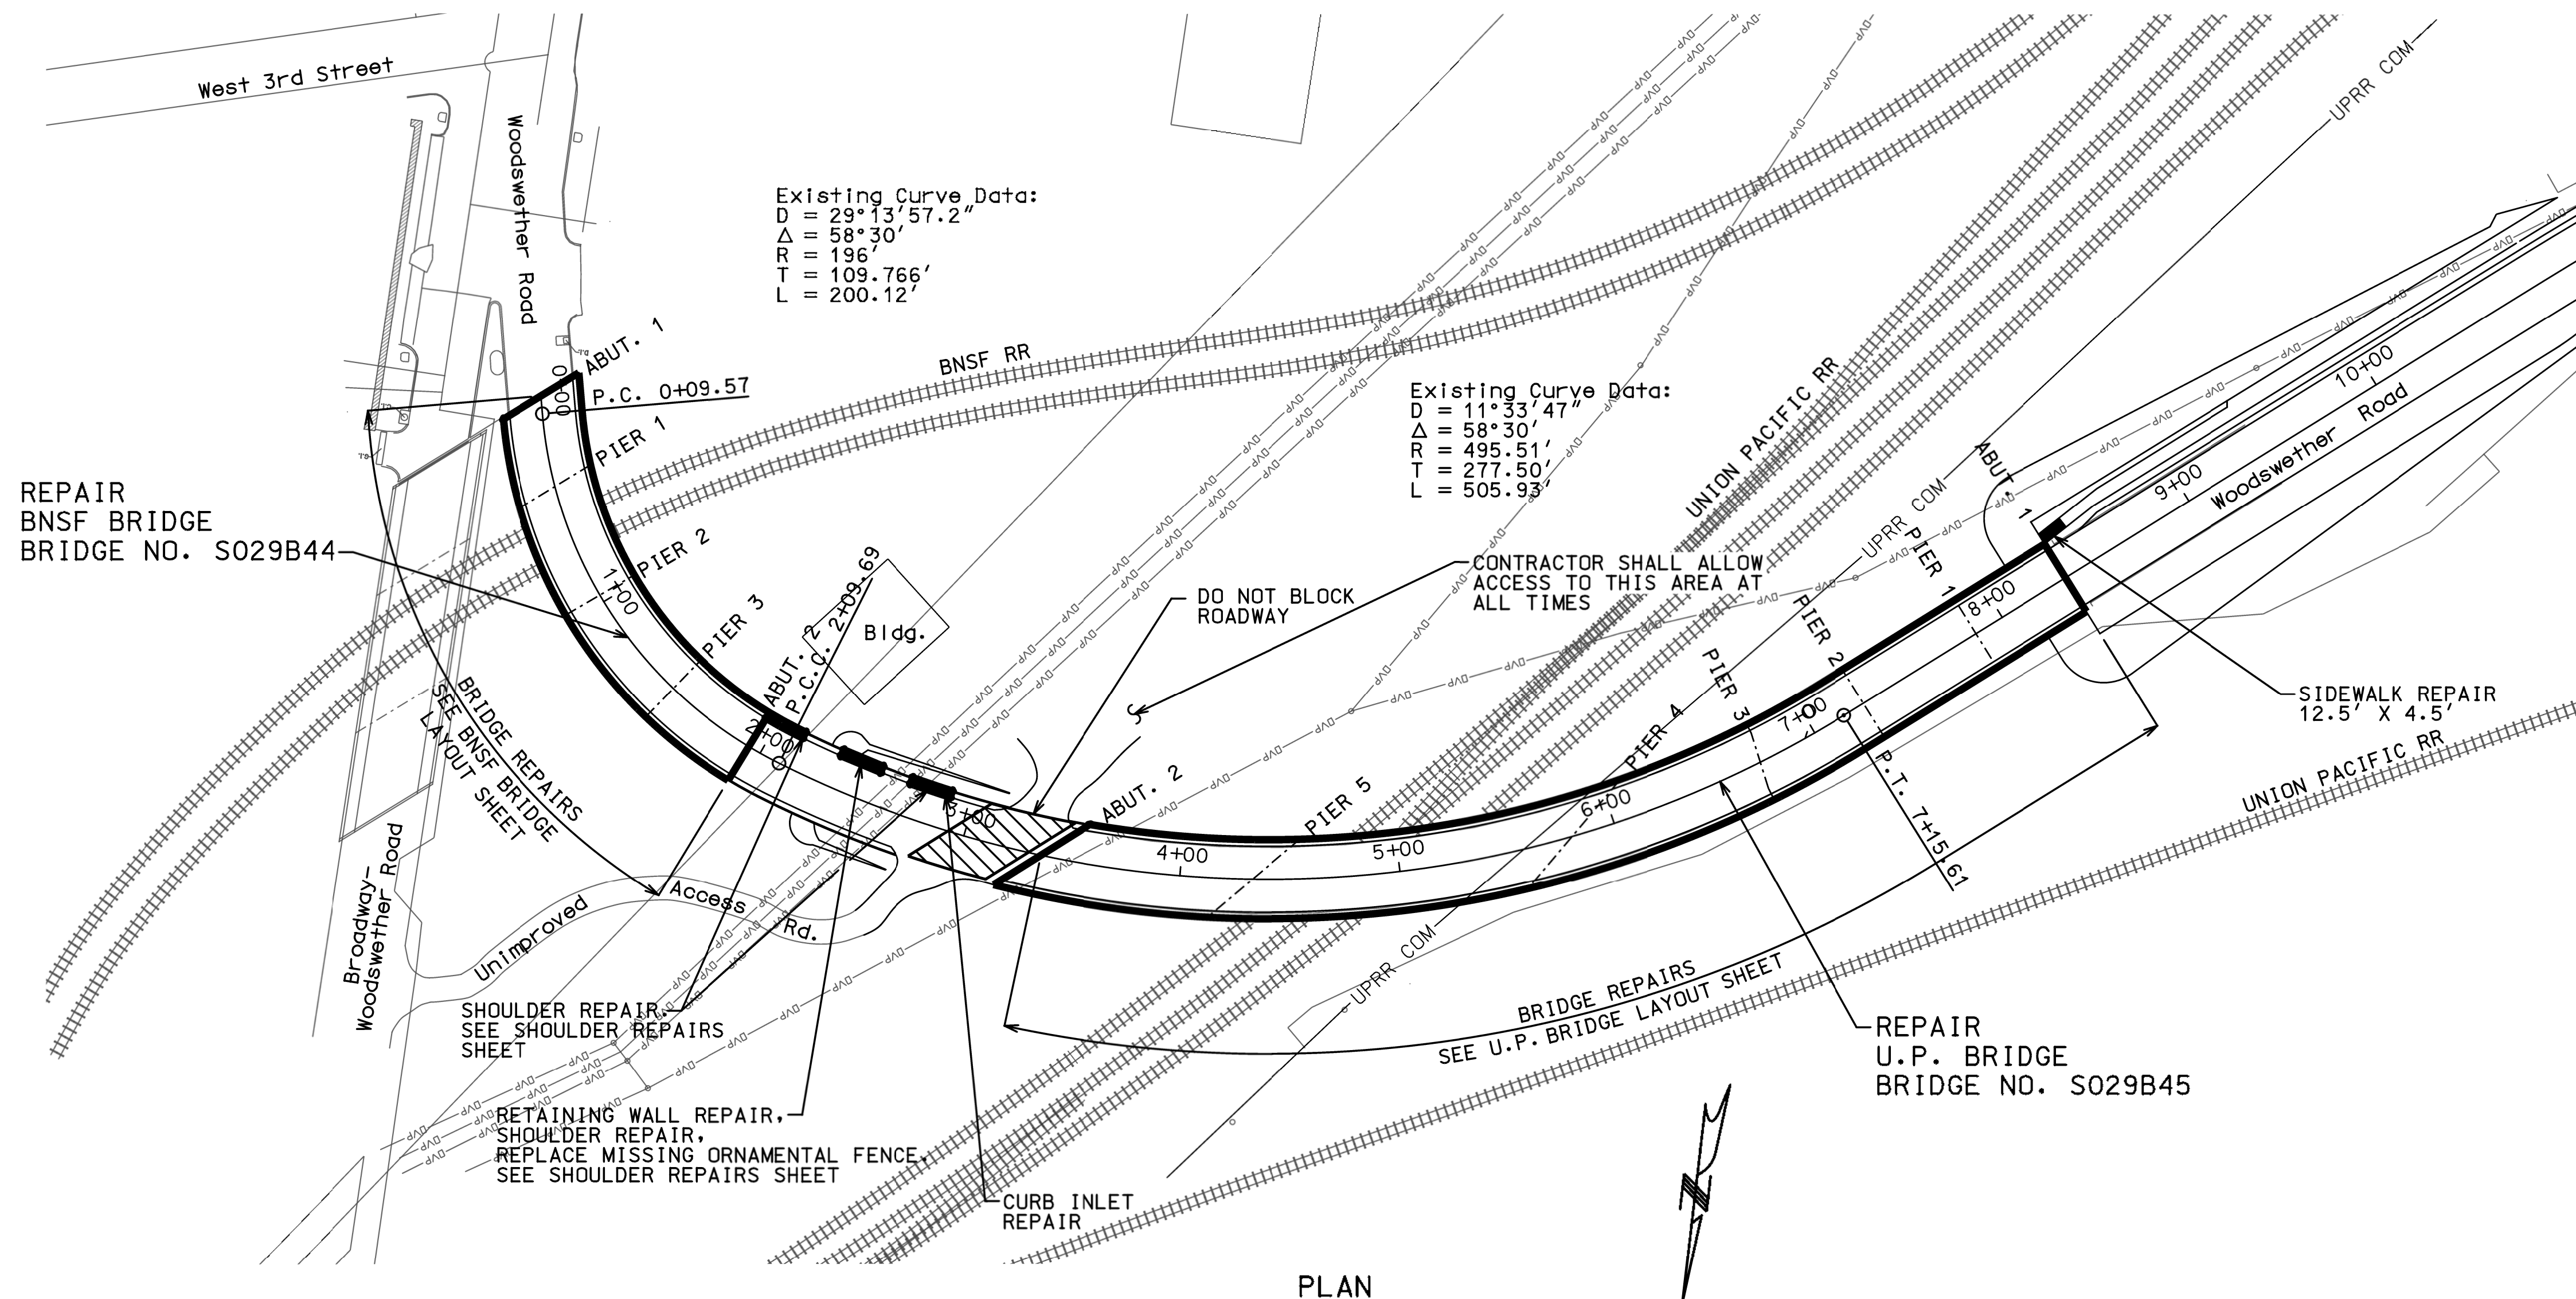 West 3rd Street
Woodswether Road
Existing Curve Data:
D = 29°13'57.2"
Δ = 58°30'
R = 196'
T = 109.766'
L = 200.12'
UPRR COM
ABUT. 1
0+00
P.C. 0+09.57
BNSF RR
PIER 1
Existing Curve Data:
D = 11°33'47"
Δ = 58°30'
R = 495.51'
T = 277.50'
L = 505.93'
UNION PACIFIC RR
10+00
Woodswether Road
9+00
ABUT. 1
REPAIR
BNSF BRIDGE
BRIDGE NO. S029B44
PIER 2
1+00
PIER 3
ABUT. 2
P.C.C. 2+09.69
Bldg.
2+00
DO NOT BLOCK
ROADWAY
CONTRACTOR SHALL ALLOW
ACCESS TO THIS AREA AT
ALL TIMES
UPRR COM
PIER 1
8+00
PIER 2
PIER 3
7+00
PIER 4
SIDEWALK REPAIR
12.5' X 4.5'
UNION PACIFIC RR
P.T. 7+15.61
BRIDGE REPAIRS
SEE BNSF BRIDGE
LAYOUT SHEET
3+00
ABUT. 2
4+00
PIER 5
5+00
6+00
Broadway-
Woodswether Road
Unimproved Access Rd.
UPRR COM
BRIDGE REPAIRS
SEE U.P. BRIDGE LAYOUT SHEET
SHOULDER REPAIR.
SEE SHOULDER REPAIRS
SHEET
REPAIR
U.P. BRIDGE
BRIDGE NO. S029B45
RETAINING WALL REPAIR,
SHOULDER REPAIR,
REPLACE MISSING ORNAMENTAL FENCE,
SEE SHOULDER REPAIRS SHEET
CURB INLET
REPAIR
N
PLAN